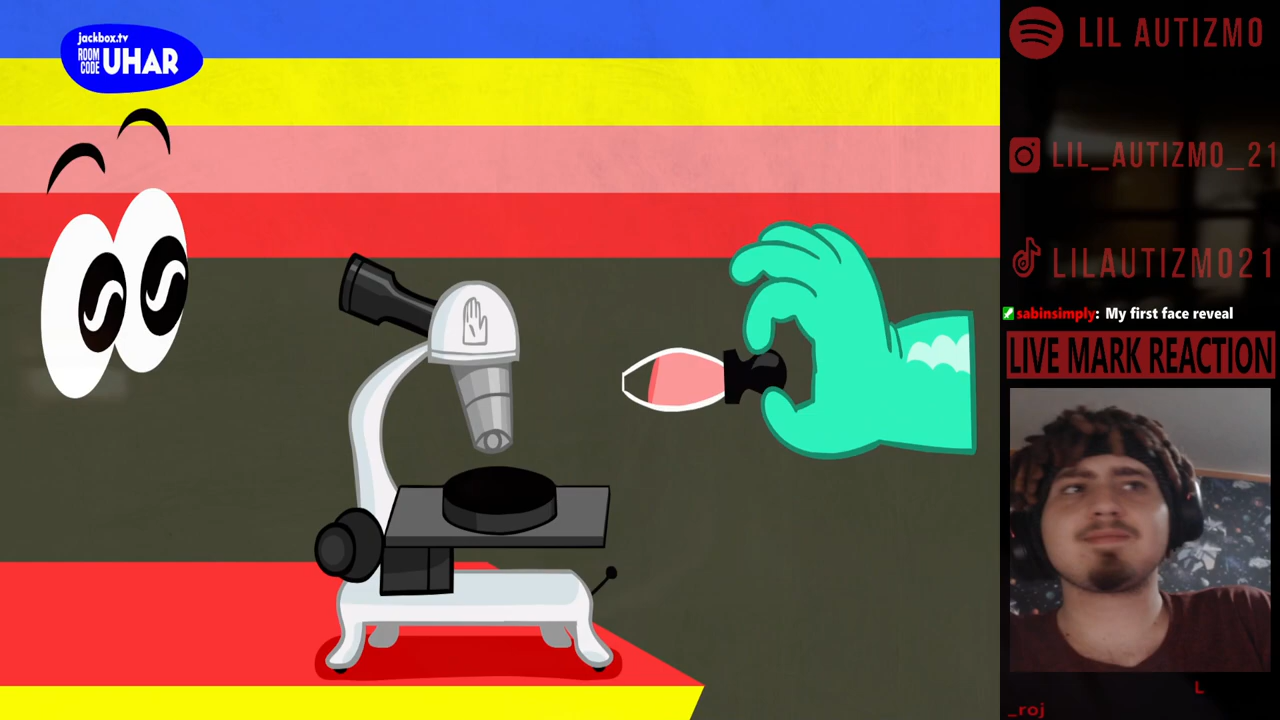 jackbox.tv
ROOM CODE UHAR
LIL AUTIZMO
LIL_AUTIZMO_21
LILAUTIZMO21
sabinsimply: My first face reveal
LIVE MARK REACTION
L
_roj